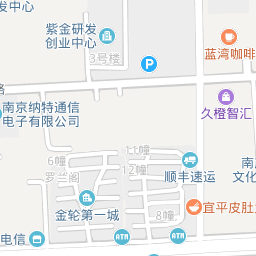 发中心
紫金研发
创业中心
3号楼
P
蓝湾咖啡
路
久橙智汇
南京纳特通信
电子有限公司
11幢
6幢
罗兰阁
12幢
顺丰速运
南
文化
金轮第一城
宜平皮肚
8幢
电信
ATM
ATM